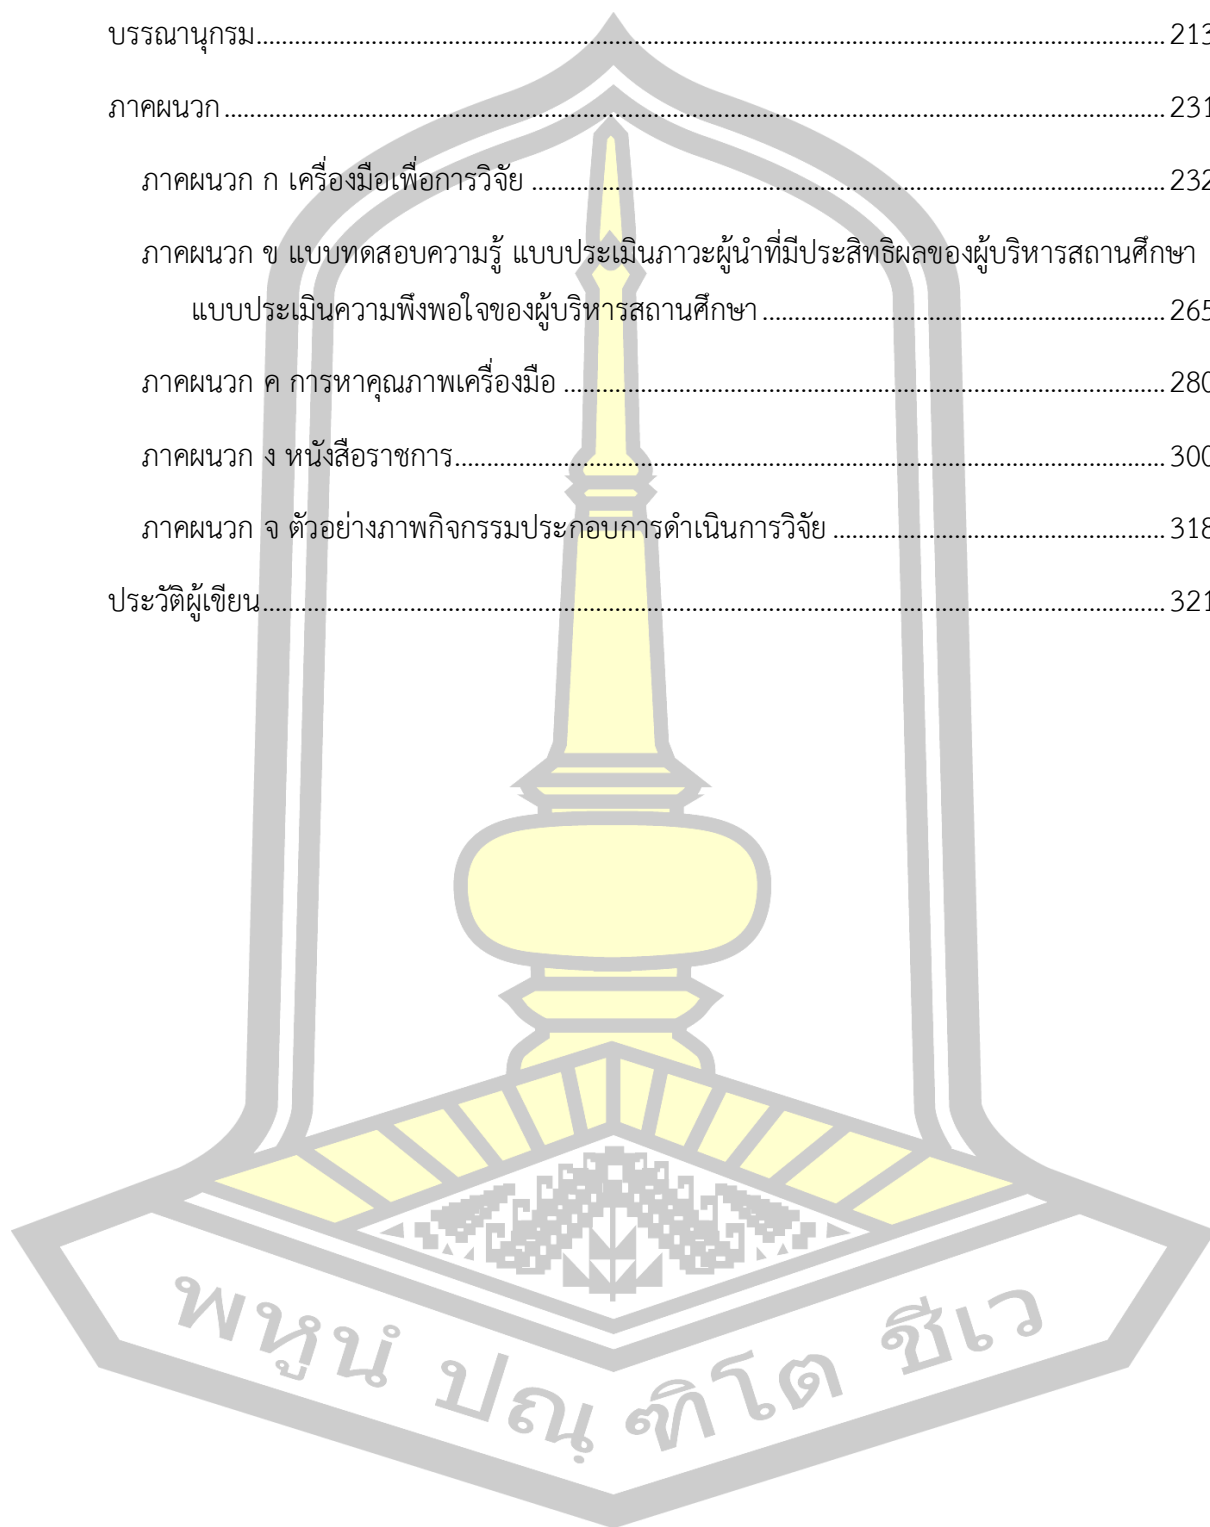 บรรณานุกรม.................................................................................................................... 213
ภาคผนวก.................................................................................................................... 231
ภาคผนวก ก เครื่องมือเพื่อการวิจัย .................................................................................................................... 232
ภาคผนวก ข แบบทดสอบความรู้ แบบประเมินภาวะผู้นำที่มีประสิทธิผลของผู้บริหารสถานศึกษา
แบบประเมินความพึงพอใจของผู้บริหารสถานศึกษา .................................................................... 265
ภาคผนวก ค การหาคุณภาพเครื่องมือ .................................................................................................... 280
ภาคผนวก ง หนังสือราชการ.................................................................................................................... 300
ภาคผนวก จ ตัวอย่างภาพกิจกรรมประกอบการดำเนินการวิจัย ..................................................... 318
ประวัติผู้เขียน.................................................................................................................... 321
พหูนํ ปณฺ ฑิโต ชีเว